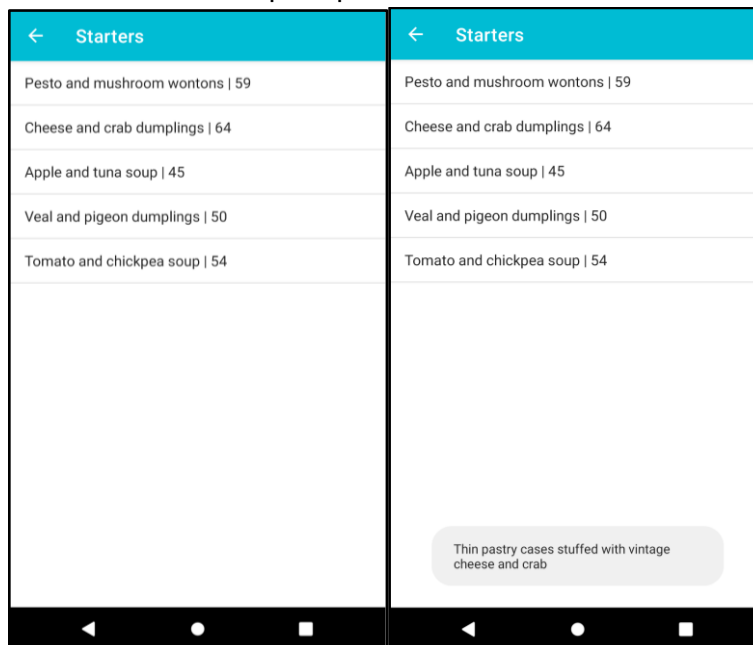 Starters
Pesto and mushroom wontons | 59
Cheese and crab dumplings | 64
Apple and tuna soup | 45
Veal and pigeon dumplings | 50
Tomato and chickpea soup | 54
Starters
Pesto and mushroom wontons | 59
Cheese and crab dumplings | 64
Apple and tuna soup | 45
Veal and pigeon dumplings | 50
Tomato and chickpea soup | 54
Thin pastry cases stuffed with vintage
cheese and crab